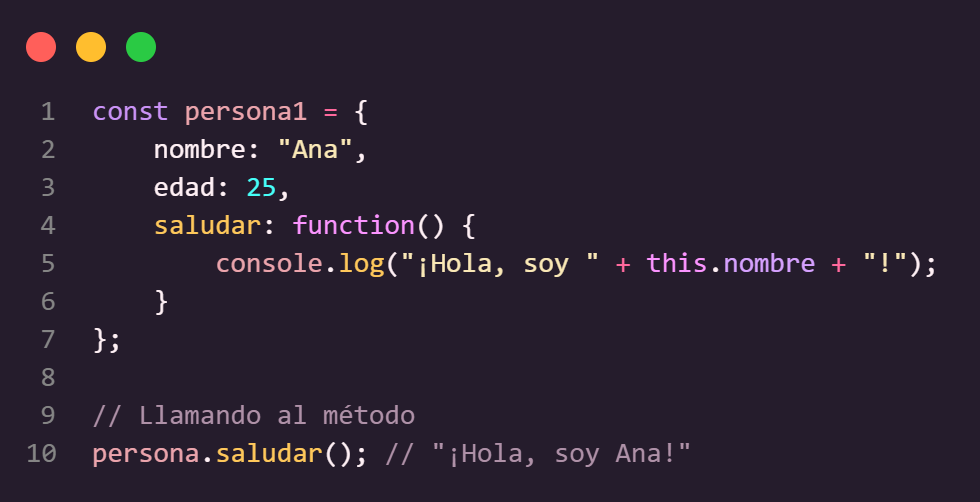 1 const persona1 = {
2     nombre: "Ana",
3     edad: 25,
4     saludar: function() {
5         console.log("¡Hola, soy " + this.nombre + "!");
6     }
7 };
8
9 // Llamando al método
10 persona.saludar(); // "¡Hola, soy Ana!"